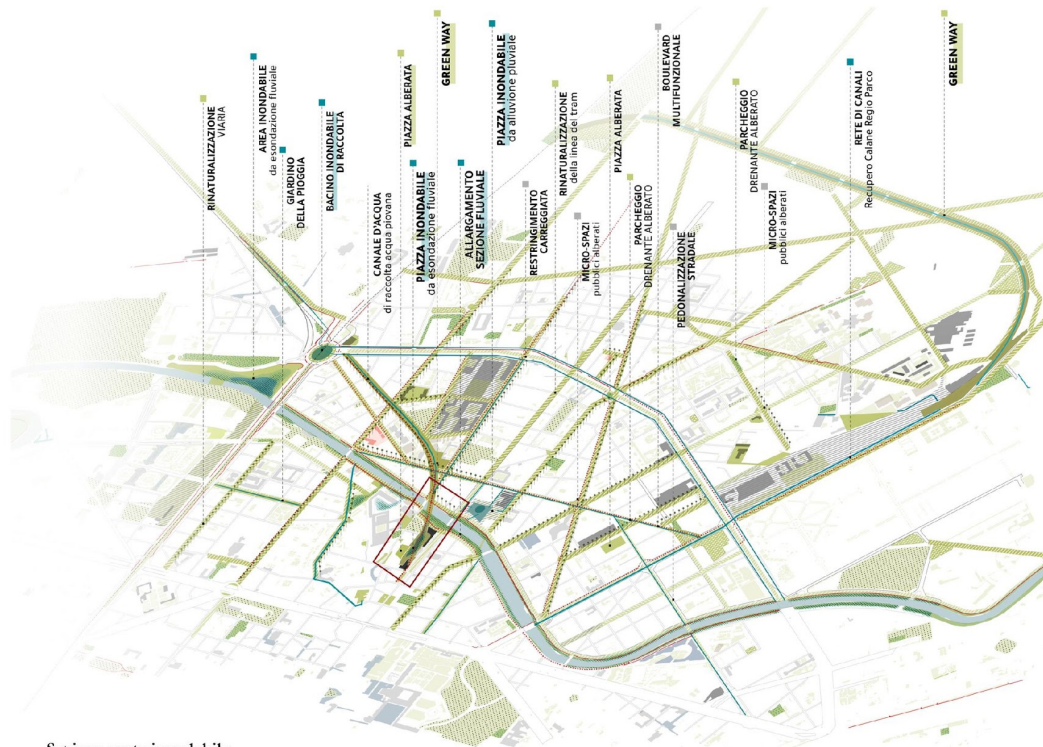 RINATURALIZZAZIONE
VIARIA
AREA INONDABILE
da esondazione fluviale
GIARDINO
DELLA PIOGGIA
BACINO INONDABILE
DI RACCOLTA
CANALE D'ACQUA
di raccolta acqua piovana
PIAZZA ALBERATA
PIAZZA INONDABILE
da esondazione fluviale
GREEN WAY
ALLARGAMENTO
SEZIONE FLUVIALE
PIAZZA INONDABILE
da alluvione pluviale
RESTRINGIMENTO
CARREGGIATA
RINATURALIZZAZIONE
della linea del tram
MICRO-SPAZI
pubblici alberati
PIAZZA ALBERATA
PARCHEGGIO
DRENANTE ALBERATO
BOULEVARD
MULTIFUNZIONALE
PEDONALIZZAZIONE
STRADALE
PARCHEGGIO
DRENANTE ALBERATO
MICRO-SPAZI
pubblici alberati
RETE DI CANALI
Recupero Calane Regio Parco
GREEN WAY